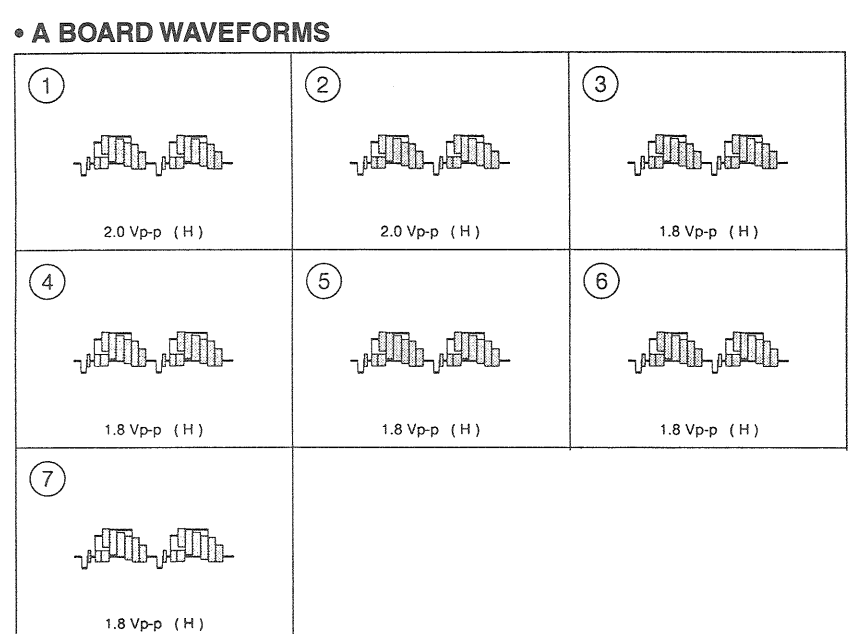 • A BOARD WAVEFORMS
1 2 3
2.0 Vp-p ( H ) 2.0 Vp-p ( H ) 1.8 Vp-p ( H )
4 5 6
1.8 Vp-p ( H ) 1.8 Vp-p ( H ) 1.8 Vp-p ( H )
7
1.8 Vp-p ( H )